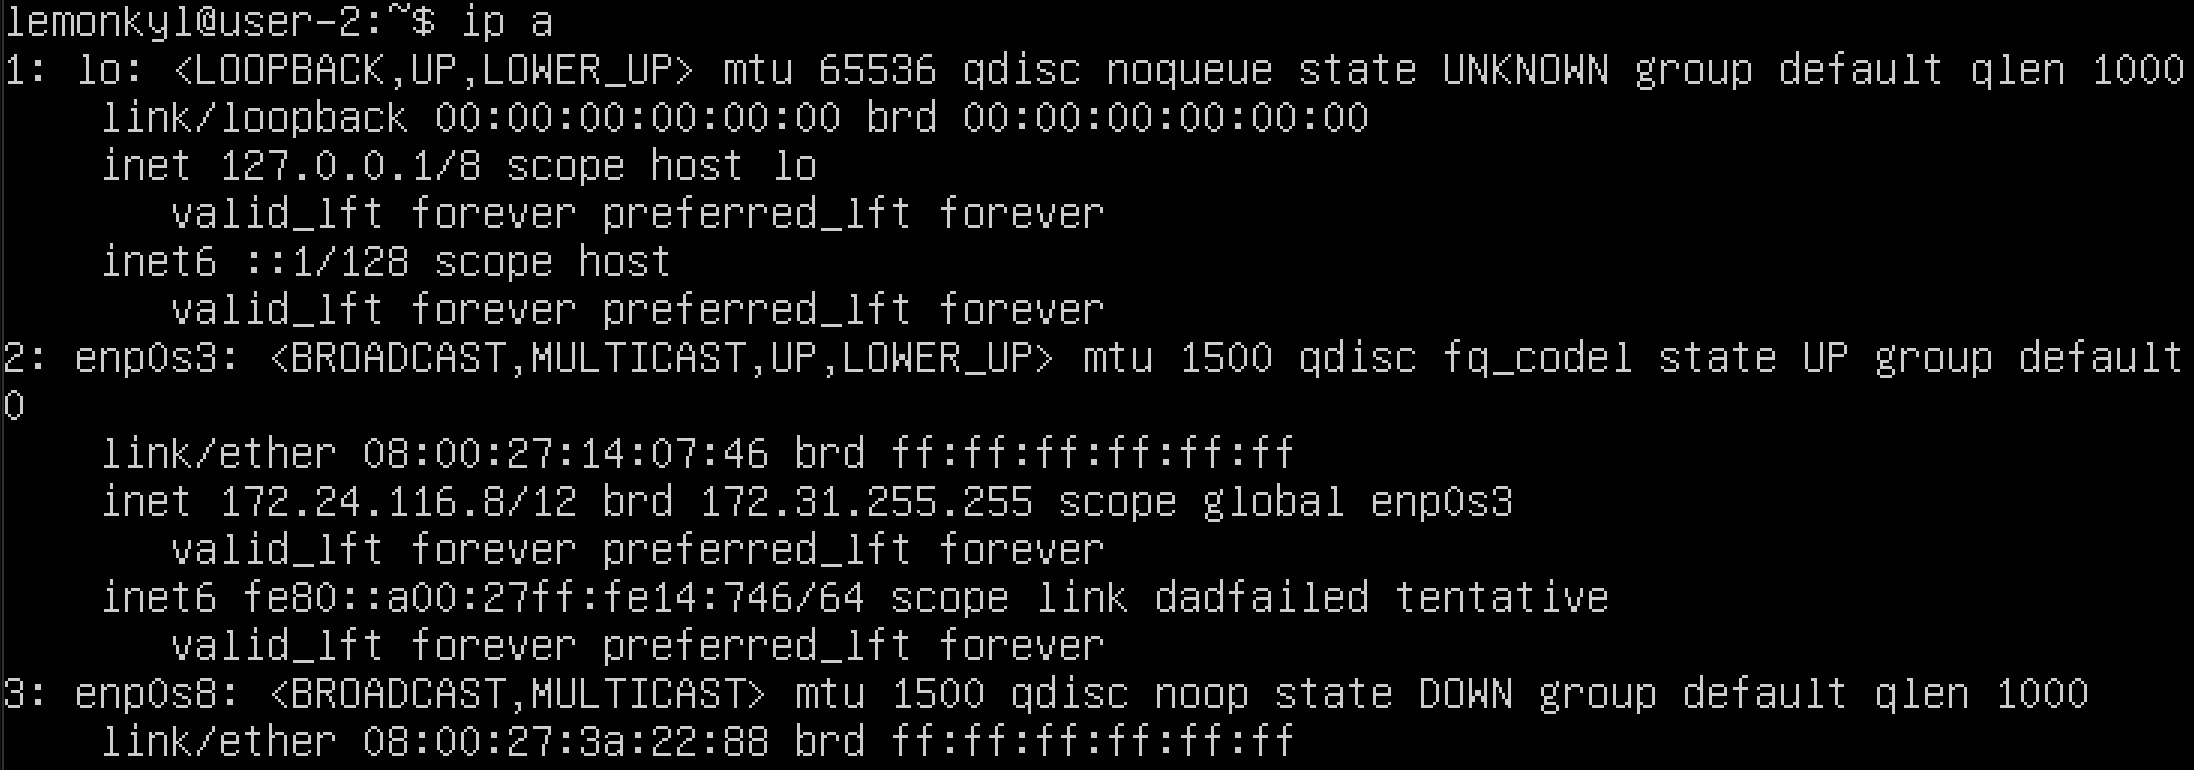 lemonkyl@user-2:~$ ip a
1: lo: <LOOPBACK,UP,LOWER_UP> mtu 65536 qdisc noqueue state UNKNOWN group default qlen 1000
    link/loopback 00:00:00:00:00:00 brd 00:00:00:00:00:00
    inet 127.0.0.1/8 scope host lo
       valid_lft forever preferred_lft forever
    inet6 ::1/128 scope host
       valid_lft forever preferred_lft forever
2: enp0s3: <BROADCAST,MULTICAST,UP,LOWER_UP> mtu 1500 qdisc fq_codel state UP group default
0
    link/ether 08:00:27:14:07:46 brd ff:ff:ff:ff:ff:ff
    inet 172.24.116.8/12 brd 172.31.255.255 scope global enp0s3
       valid_lft forever preferred_lft forever
    inet6 fe80::a00:27ff:fe14:746/64 scope link dadfailed tentative
       valid_lft forever preferred_lft forever
3: enp0s8: <BROADCAST,MULTICAST> mtu 1500 qdisc noop state DOWN group default qlen 1000
    link/ether 08:00:27:3a:22:88 brd ff:ff:ff:ff:ff:ff